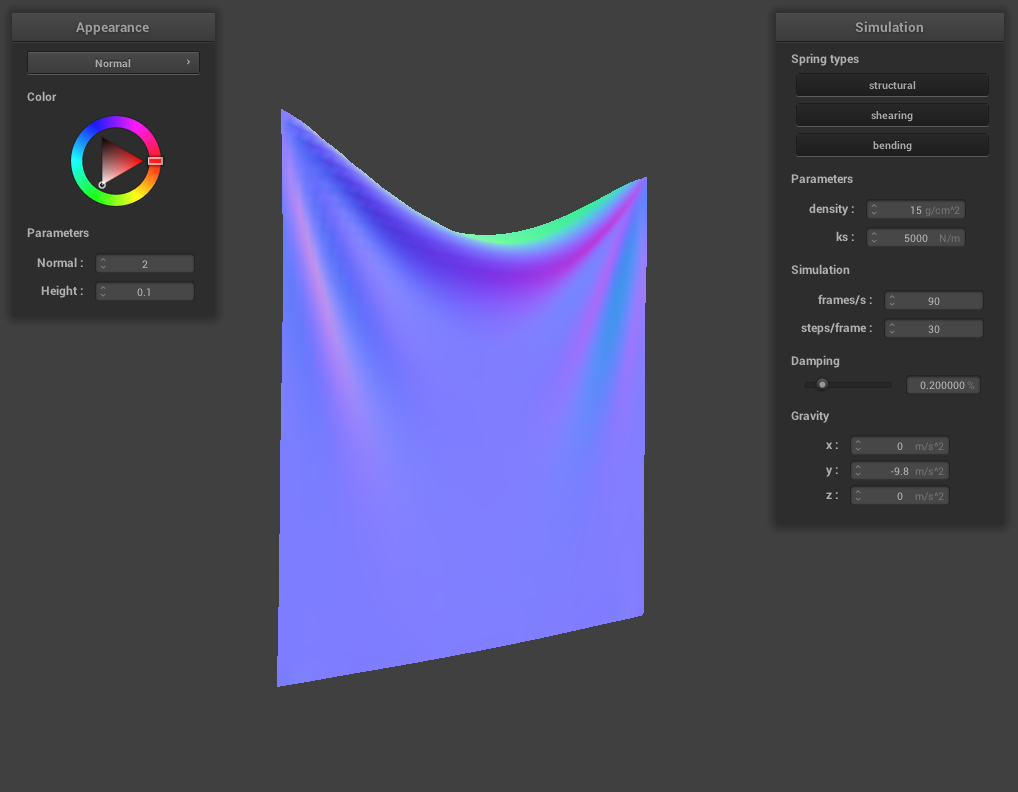 Appearance
Normal ›
Color
Parameters
Normal : 2
Height : 0.1
Simulation
Spring types
structural
shearing
bending
Parameters
density : 15 g/cm^2
ks : 5000 N/m
Simulation
frames/s : 90
steps/frame : 30
Damping
0.200000 %
Gravity
x : 0 m/s^2
y : -9.8 m/s^2
z : 0 m/s^2